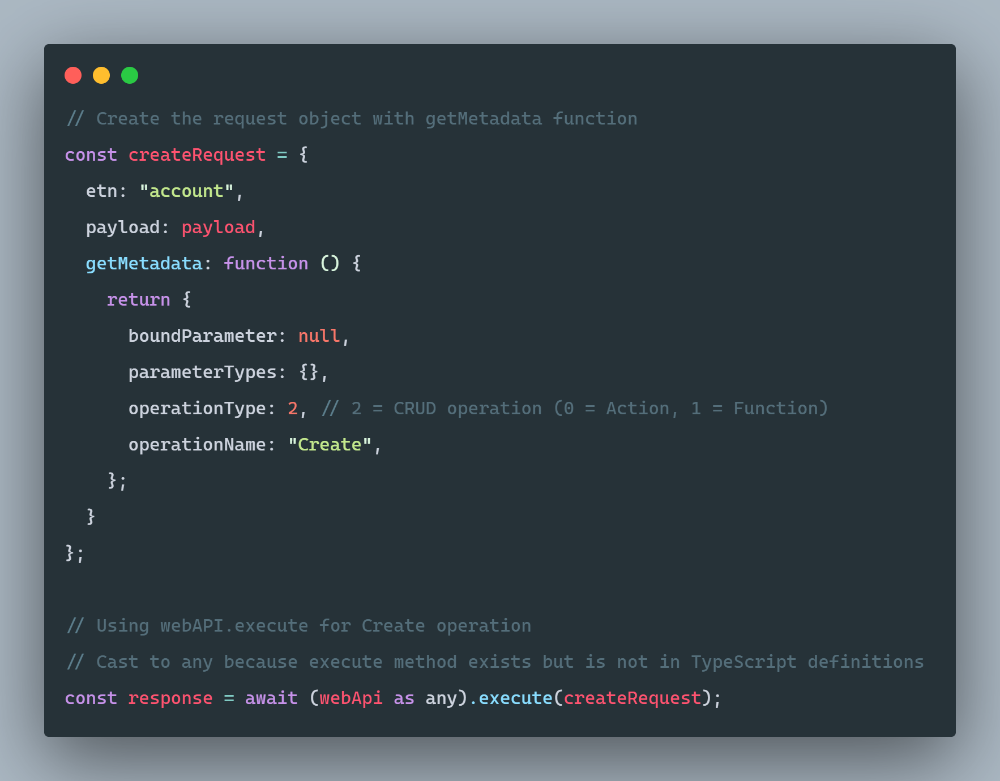 // Create the request object with getMetadata function
const createRequest = {
  etn: "account",
  payload: payload,
  getMetadata: function () {
    return {
      boundParameter: null,
      parameterTypes: {},
      operationType: 2, // 2 = CRUD operation (0 = Action, 1 = Function)
      operationName: "Create",
    };
  }
};

// Using webAPI.execute for Create operation
// Cast to any because execute method exists but is not in TypeScript definitions
const response = await (webApi as any).execute(createRequest);